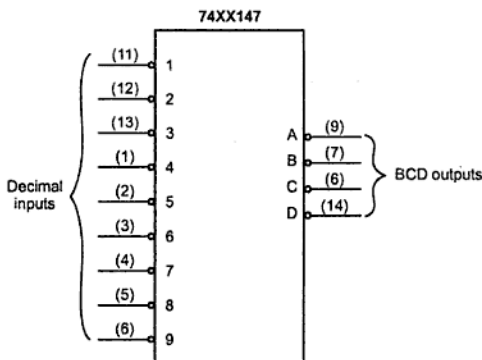 74XX147
(11) 1
(12) 2
(13) 3
(1) 4
(2) 5
(3) 6
(4) 7
(5) 8
(6) 9
Decimal
inputs
A (9)
B (7)
C (6)
D (14)
BCD outputs